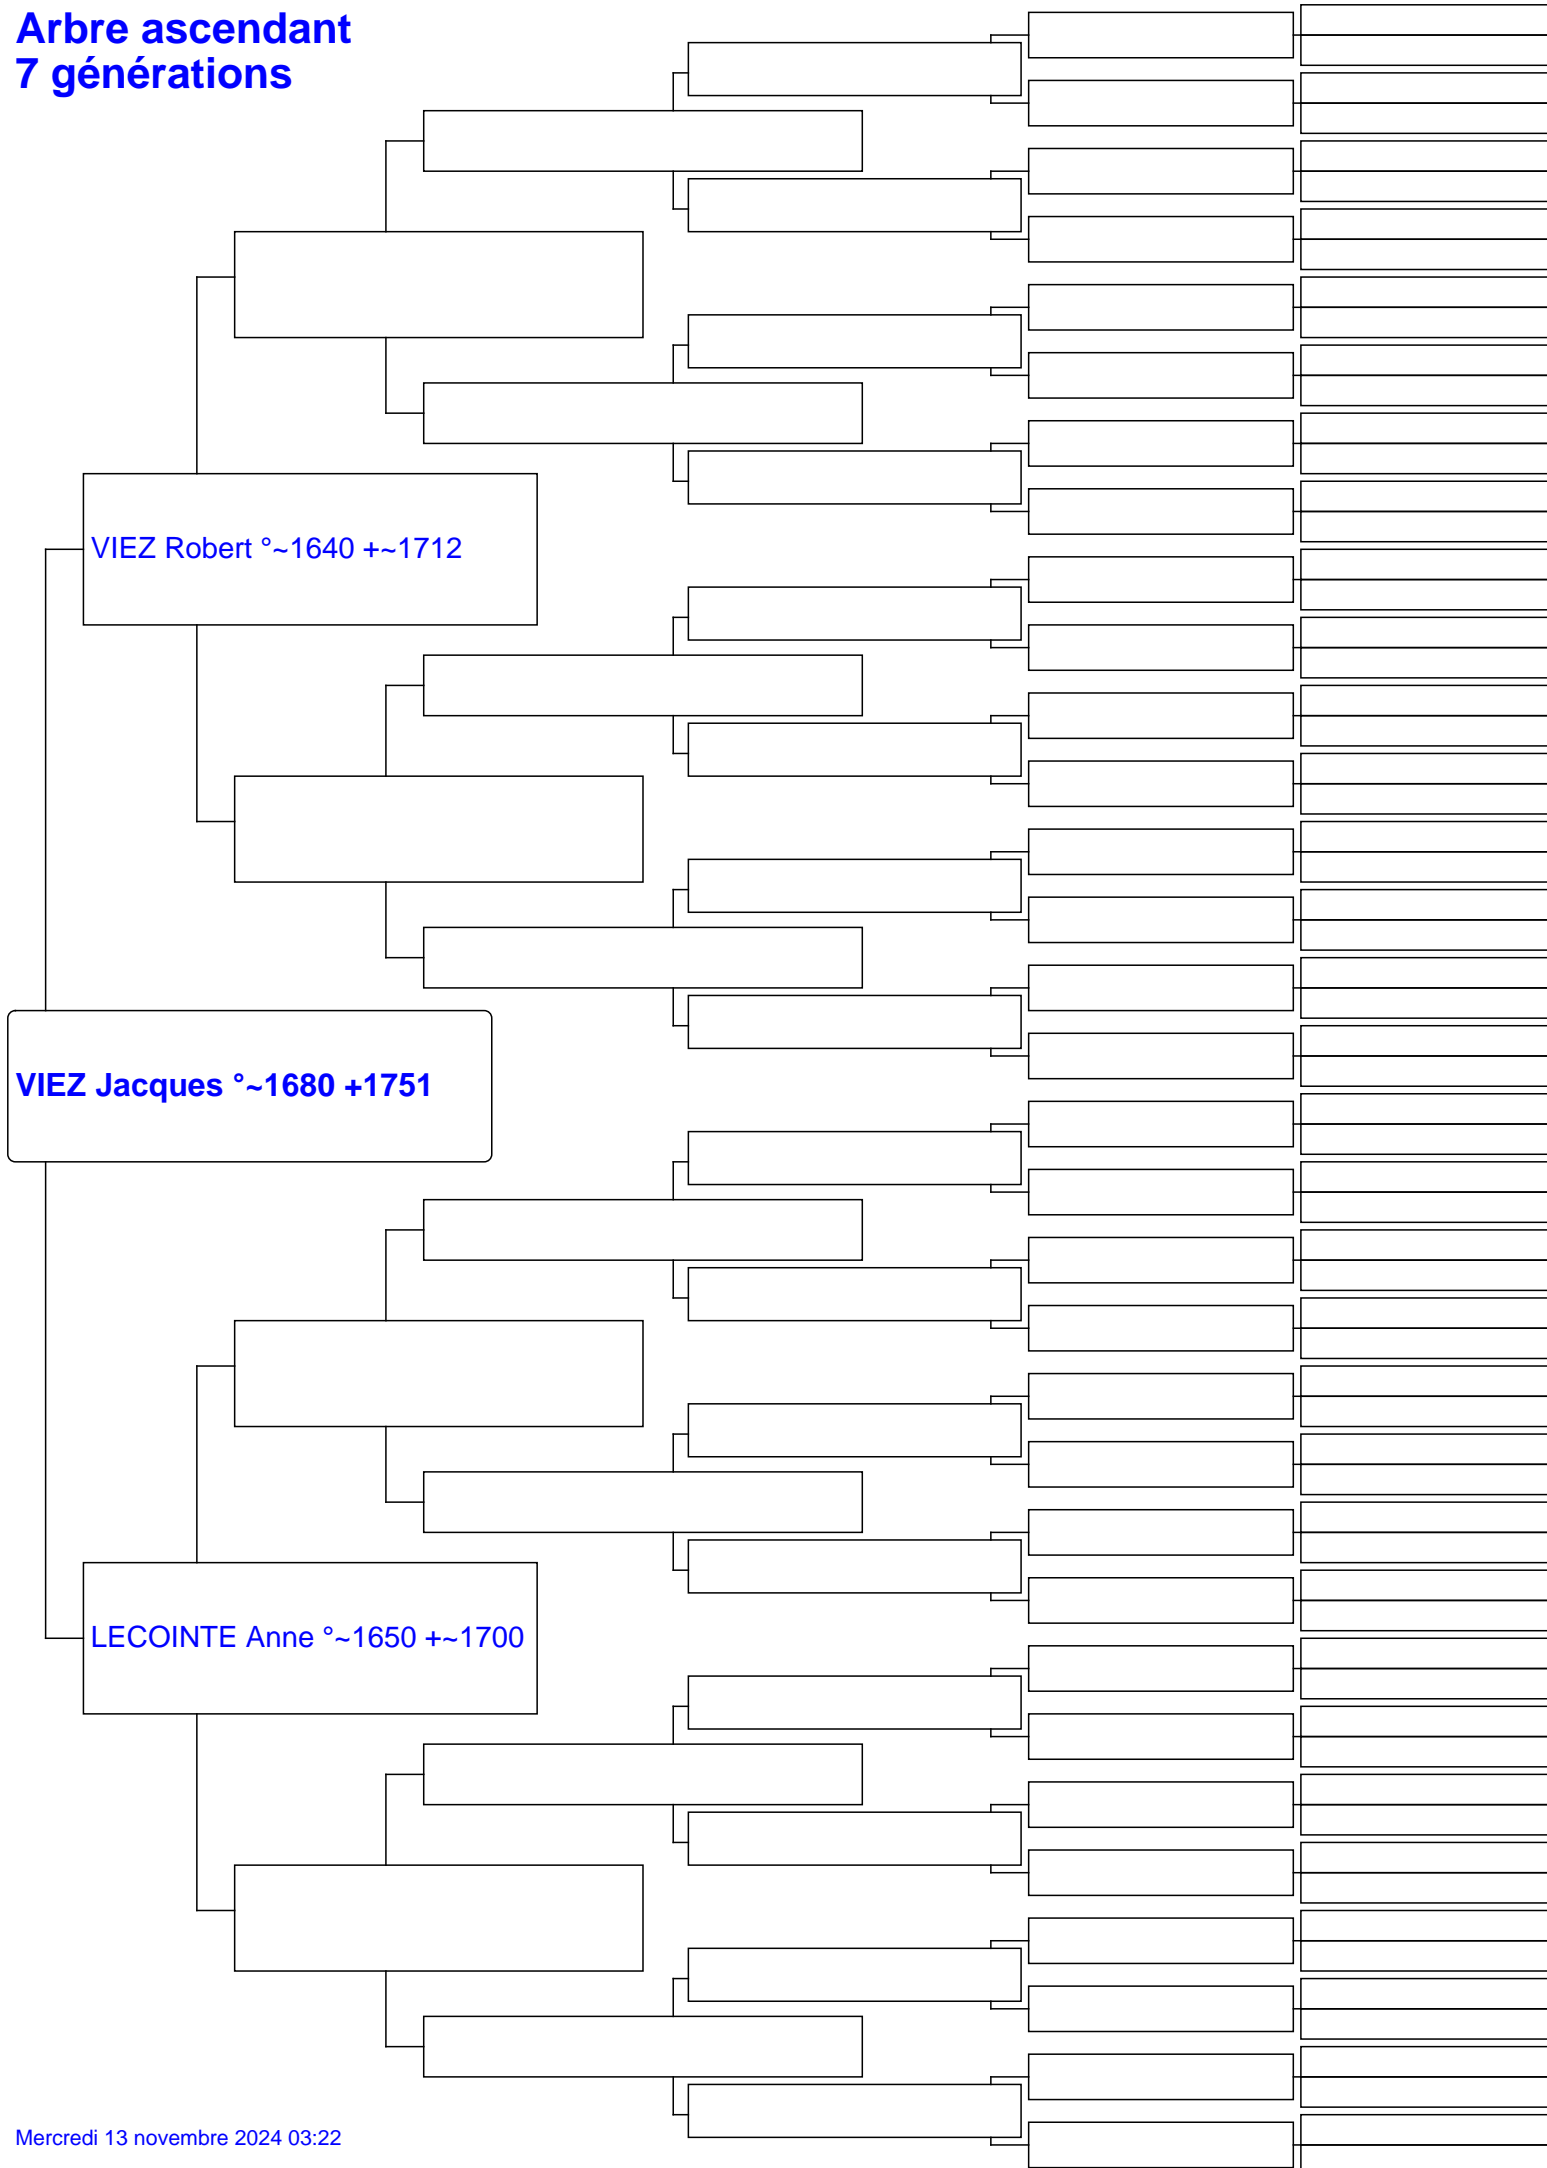 Arbre ascendant
7 générations
VIEZ Robert °~1640 +~1712
VIEZ Jacques °~1680 +1751
LECOINTE Anne °~1650 +~1700
Mercredi 13 novembre 2024 03:22